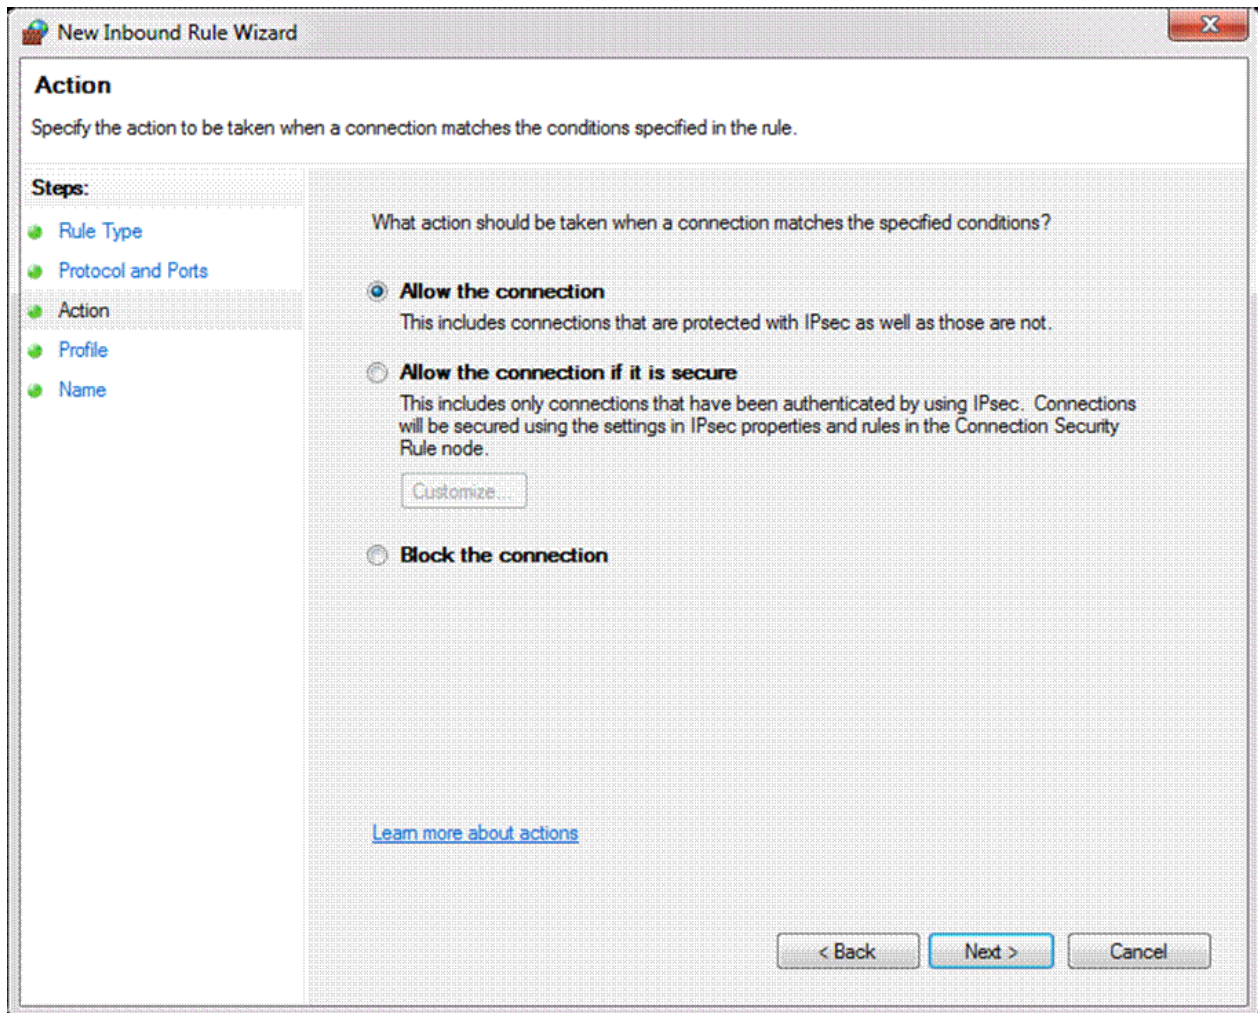 New Inbound Rule Wizard
Action
Specify the action to be taken when a connection matches the conditions specified in the rule.
Steps:
Rule Type
Protocol and Ports
Action
Profile
Name
What action should be taken when a connection matches the specified conditions?
Allow the connection
This includes connections that are protected with IPsec as well as those are not.
Allow the connection if it is secure
This includes only connections that have been authenticated by using IPsec. Connections
will be secured using the settings in IPsec properties and rules in the Connection Security
Rule node.
Customize...
Block the connection
Learn more about actions
< Back
Next >
Cancel